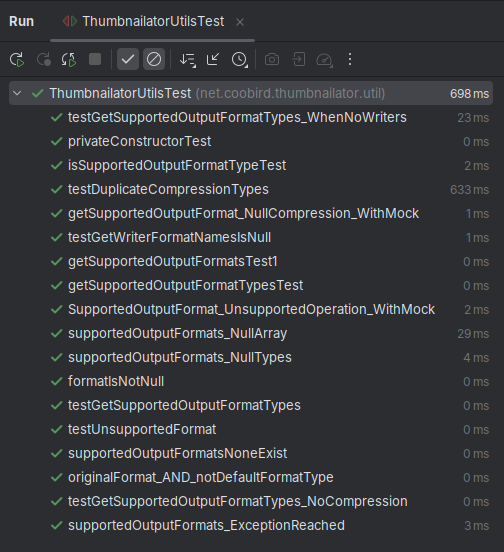 Run ThumbnailatorUtilsTest
ThumbnailatorUtilsTest (net.coobird.thumbnailator.util) 698 ms
testGetSupportedOutputFormatTypes_WhenNoWriters 23 ms
privateConstructorTest 0 ms
isSupportedOutputFormatTypeTest 2 ms
testDuplicateCompressionTypes 633 ms
getSupportedOutputFormat_NullCompression_WithMock 1 ms
testGetWriterFormatNamesIsNull 1 ms
getSupportedOutputFormatsTest1 0 ms
getSupportedOutputFormatTypesTest 0 ms
SupportedOutputFormat_UnsupportedOperation_WithMock 2 ms
supportedOutputFormats_NullArray 29 ms
supportedOutputFormats_NullTypes 4 ms
formatIsNotNull 0 ms
testGetSupportedOutputFormatTypes 0 ms
testUnsupportedFormat 0 ms
supportedOutputFormatsNoneExist 0 ms
originalFormat_AND_notDefaultFormatType 0 ms
testGetSupportedOutputFormatTypes_NoCompression 0 ms
supportedOutputFormats_ExceptionReached 3 ms